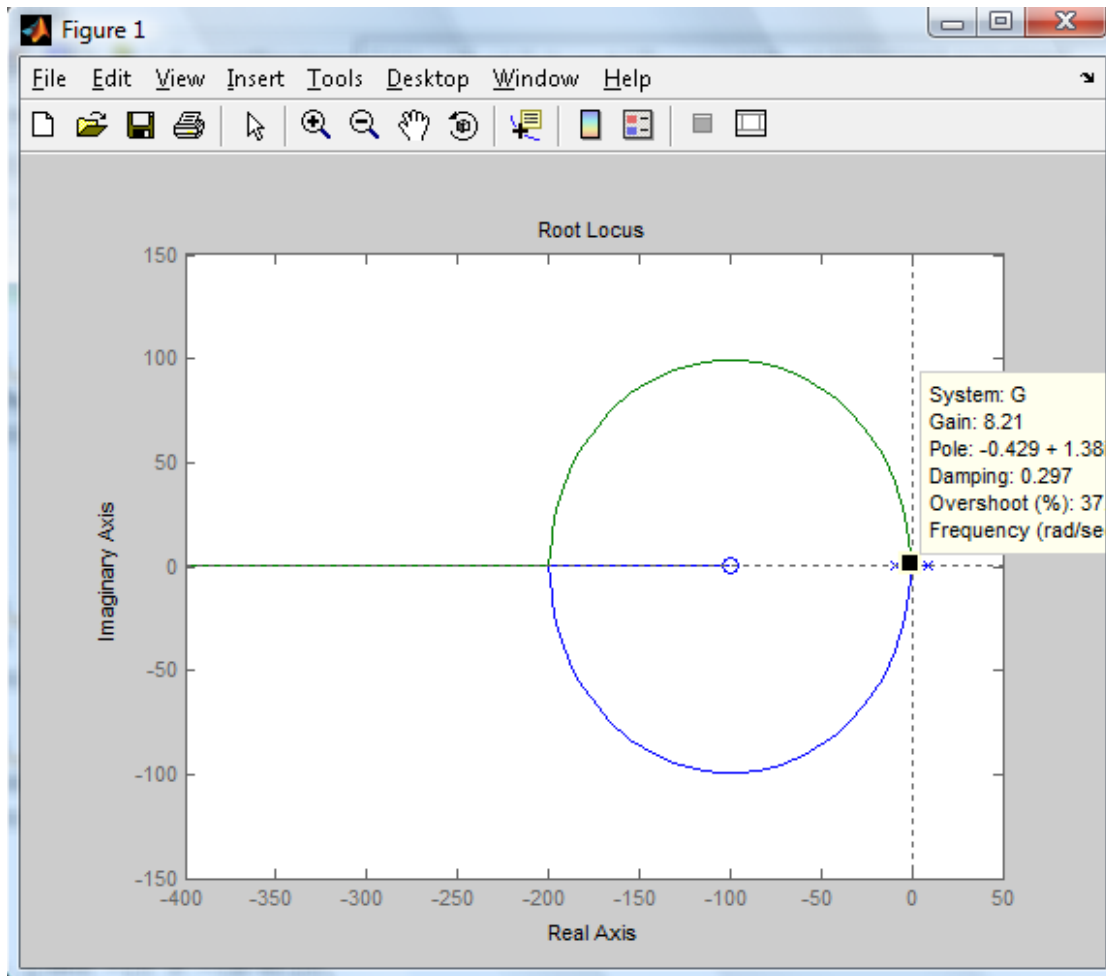 Figure 1
File Edit View Insert Tools Desktop Window Help
Root Locus
150
100
50
0
-50
-100
-150
Imaginary Axis
System: G
Gain: 8.21
Pole: -0.429 + 1.38
Damping: 0.297
Overshoot (%): 37
Frequency (rad/se
-400 -350 -300 -250 -200 -150 -100 -50 0 50
Real Axis